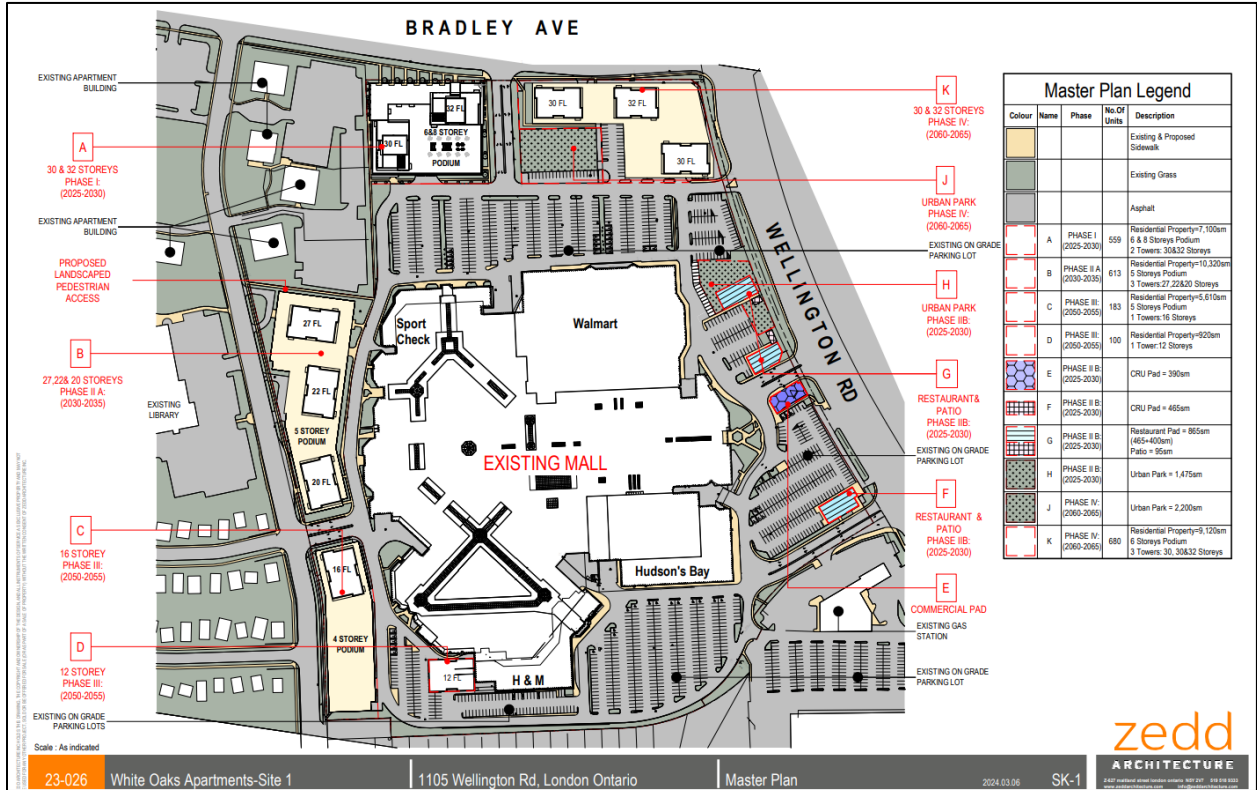 BRADLEY AVE
WELLINGTON RD
EXISTING APARTMENT
BUILDING
A
30 & 32 STOREYS
PHASE I:
(2025-2030)
EXISTING APARTMENT
BUILDING
PROPOSED
LANDSCAPED
PEDESTRIAN
ACCESS
B
27,22& 20 STOREYS
PHASE II A:
(2030-2035)
EXISTING
LIBRARY
C
16 STOREY
PHASE III:
(2050-2055)
D
12 STOREY
PHASE III:
(2050-2055)
EXISTING ON GRADE
PARKING LOTS
Scale : As indicated
32 FL
6&8 STOREY
30 FL
PODIUM
30 FL
32 FL
30 FL
27 FL
22 FL
5 STOREY
PODIUM
20 FL
16 FL
4 STOREY
PODIUM
12 FL
Sport
Check
Walmart
EXISTING MALL
Hudson's Bay
H & M
K
30 & 32 STOREYS
PHASE IV:
(2060-2065)
J
URBAN PARK
PHASE IV:
(2060-2065)
EXISTING ON GRADE
PARKING LOT
H
URBAN PARK
PHASE IIB:
(2025-2030)
G
RESTAURANT&
PATIO
PHASE IIB:
(2025-2030)
EXISTING ON GRADE
PARKING LOT
F
RESTAURANT &
PATIO
PHASE IIB:
(2025-2030)
E
COMMERCIAL PAD
EXISTING GAS
STATION
EXISTING ON GRADE
PARKING LOT
Master Plan Legend
Colour Name Phase No.Of Units Description
Existing & Proposed
Sidewalk
Existing Grass
Asphalt
A PHASE I (2025-2030) 559 Residential Property=7,100sm
6 & 8 Storeys Podium
2 Towers: 30&32 Storeys
B PHASE II A (2030-2035) 613 Residential Property=10,320sm
5 Storeys Podium
3 Towers:27,22&20 Storeys
C PHASE III: (2050-2055) 183 Residential Property=5,610sm
5 Storeys Podium
1 Towers:16 Storeys
D PHASE III: (2050-2055) 100 Residential Property=920sm
1 Tower:12 Storeys
E PHASE II B: (2025-2030) CRU Pad = 390sm
F PHASE II B: (2025-2030) CRU Pad = 465sm
G PHASE II B: (2025-2030) Restaurant Pad = 865sm
(465+400sm)
Patio = 95sm
H PHASE II B: (2025-2030) Urban Park = 1,475sm
J PHASE IV: (2060-2065) Urban Park = 2,200sm
K PHASE IV: (2060-2065) 680 Residential Property=9,120sm
6 Storeys Podium
3 Towers: 30, 30&32 Storeys
zedd
ARCHITECTURE
23-026 White Oaks Apartments-Site 1 1105 Wellington Rd, London Ontario Master Plan 2024.03.06 SK-1